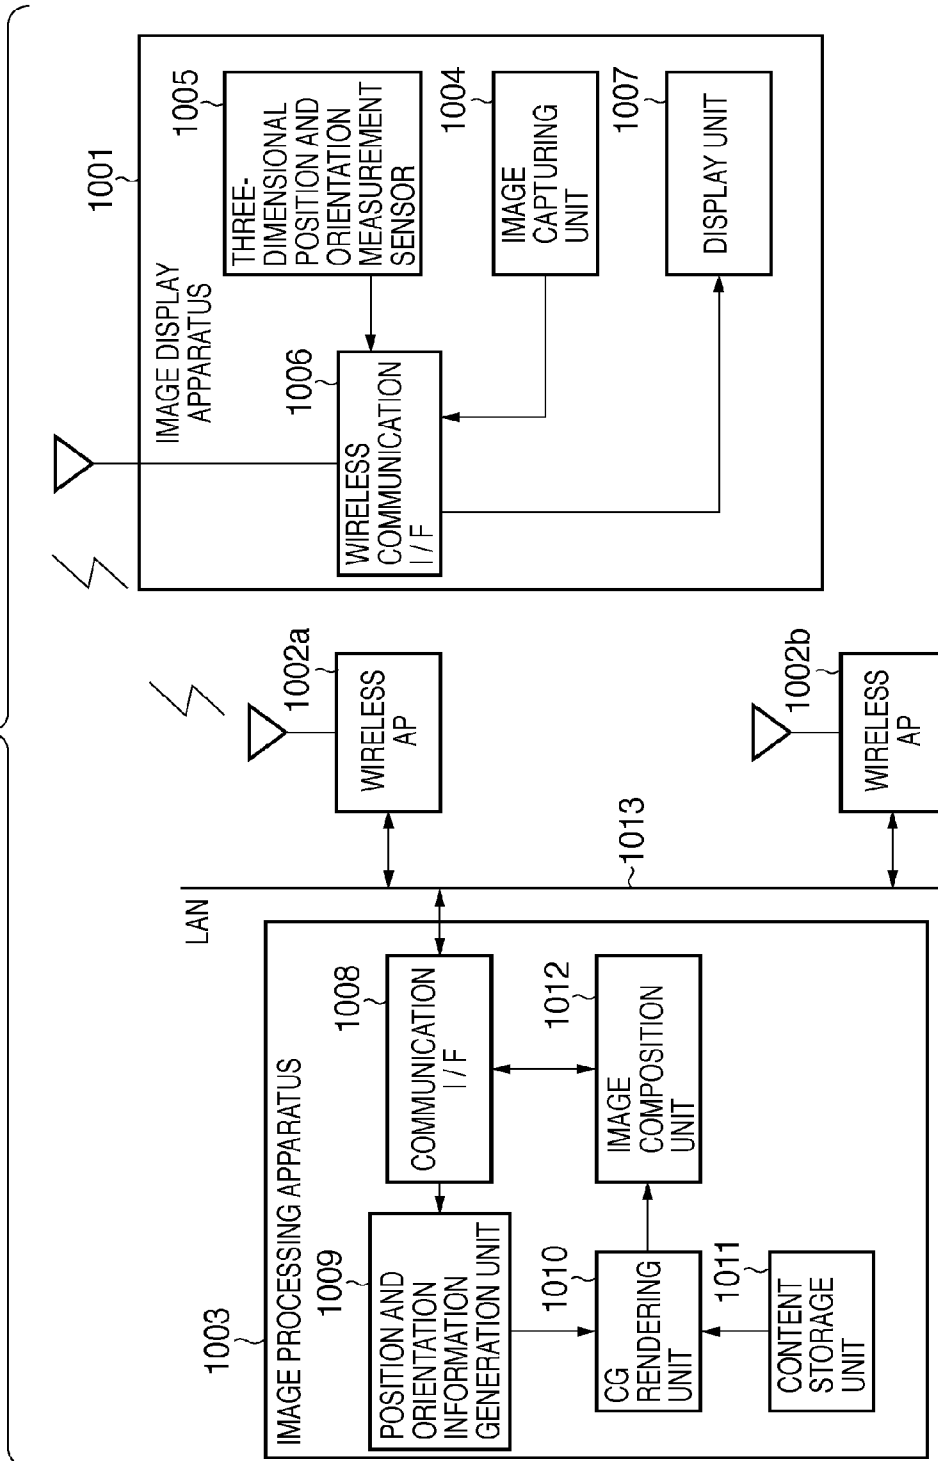 1003
IMAGE PROCESSING APPARATUS
1009
POSITION AND
ORIENTATION
INFORMATION
GENERATION UNIT
1008
COMMUNICATION
I/F
1010
CG
RENDERING
UNIT
1012
IMAGE
COMPOSITION
UNIT
1011
CONTENT
STORAGE
UNIT
LAN
1013
1002a
WIRELESS
AP
1002b
WIRELESS
AP
1001
IMAGE DISPLAY
APPARATUS
1006
WIRELESS
COMMUNICATION
I/F
1005
THREE-
DIMENSIONAL
POSITION AND
ORIENTATION
MEASUREMENT
SENSOR
1004
IMAGE
CAPTURING
UNIT
1007
DISPLAY UNIT